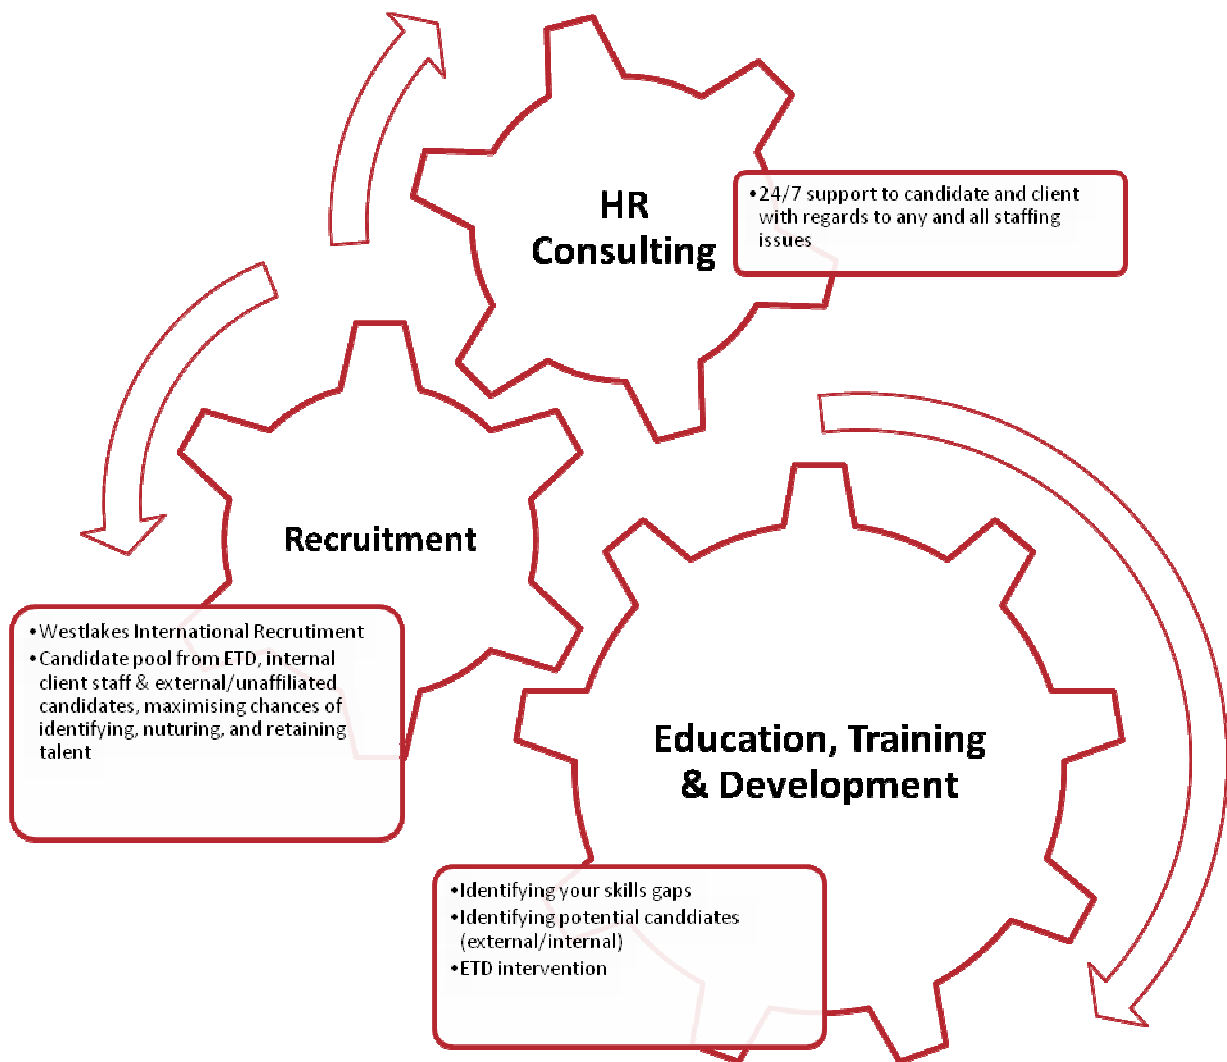 HR
Consulting
•24/7 support to candidate and client
with regards to any and all staffing
issues
Recruitment
•Westlakes International Recrutiment
•Candidate pool from ETD, internal
client staff & external/unaffiliated
candidates, maximising chances of
identifying, nuturing, and retaining
talent
Education, Training
& Development
•Identifying your skills gaps
•Identifying potential canddiates
(external/internal)
•ETD intervention